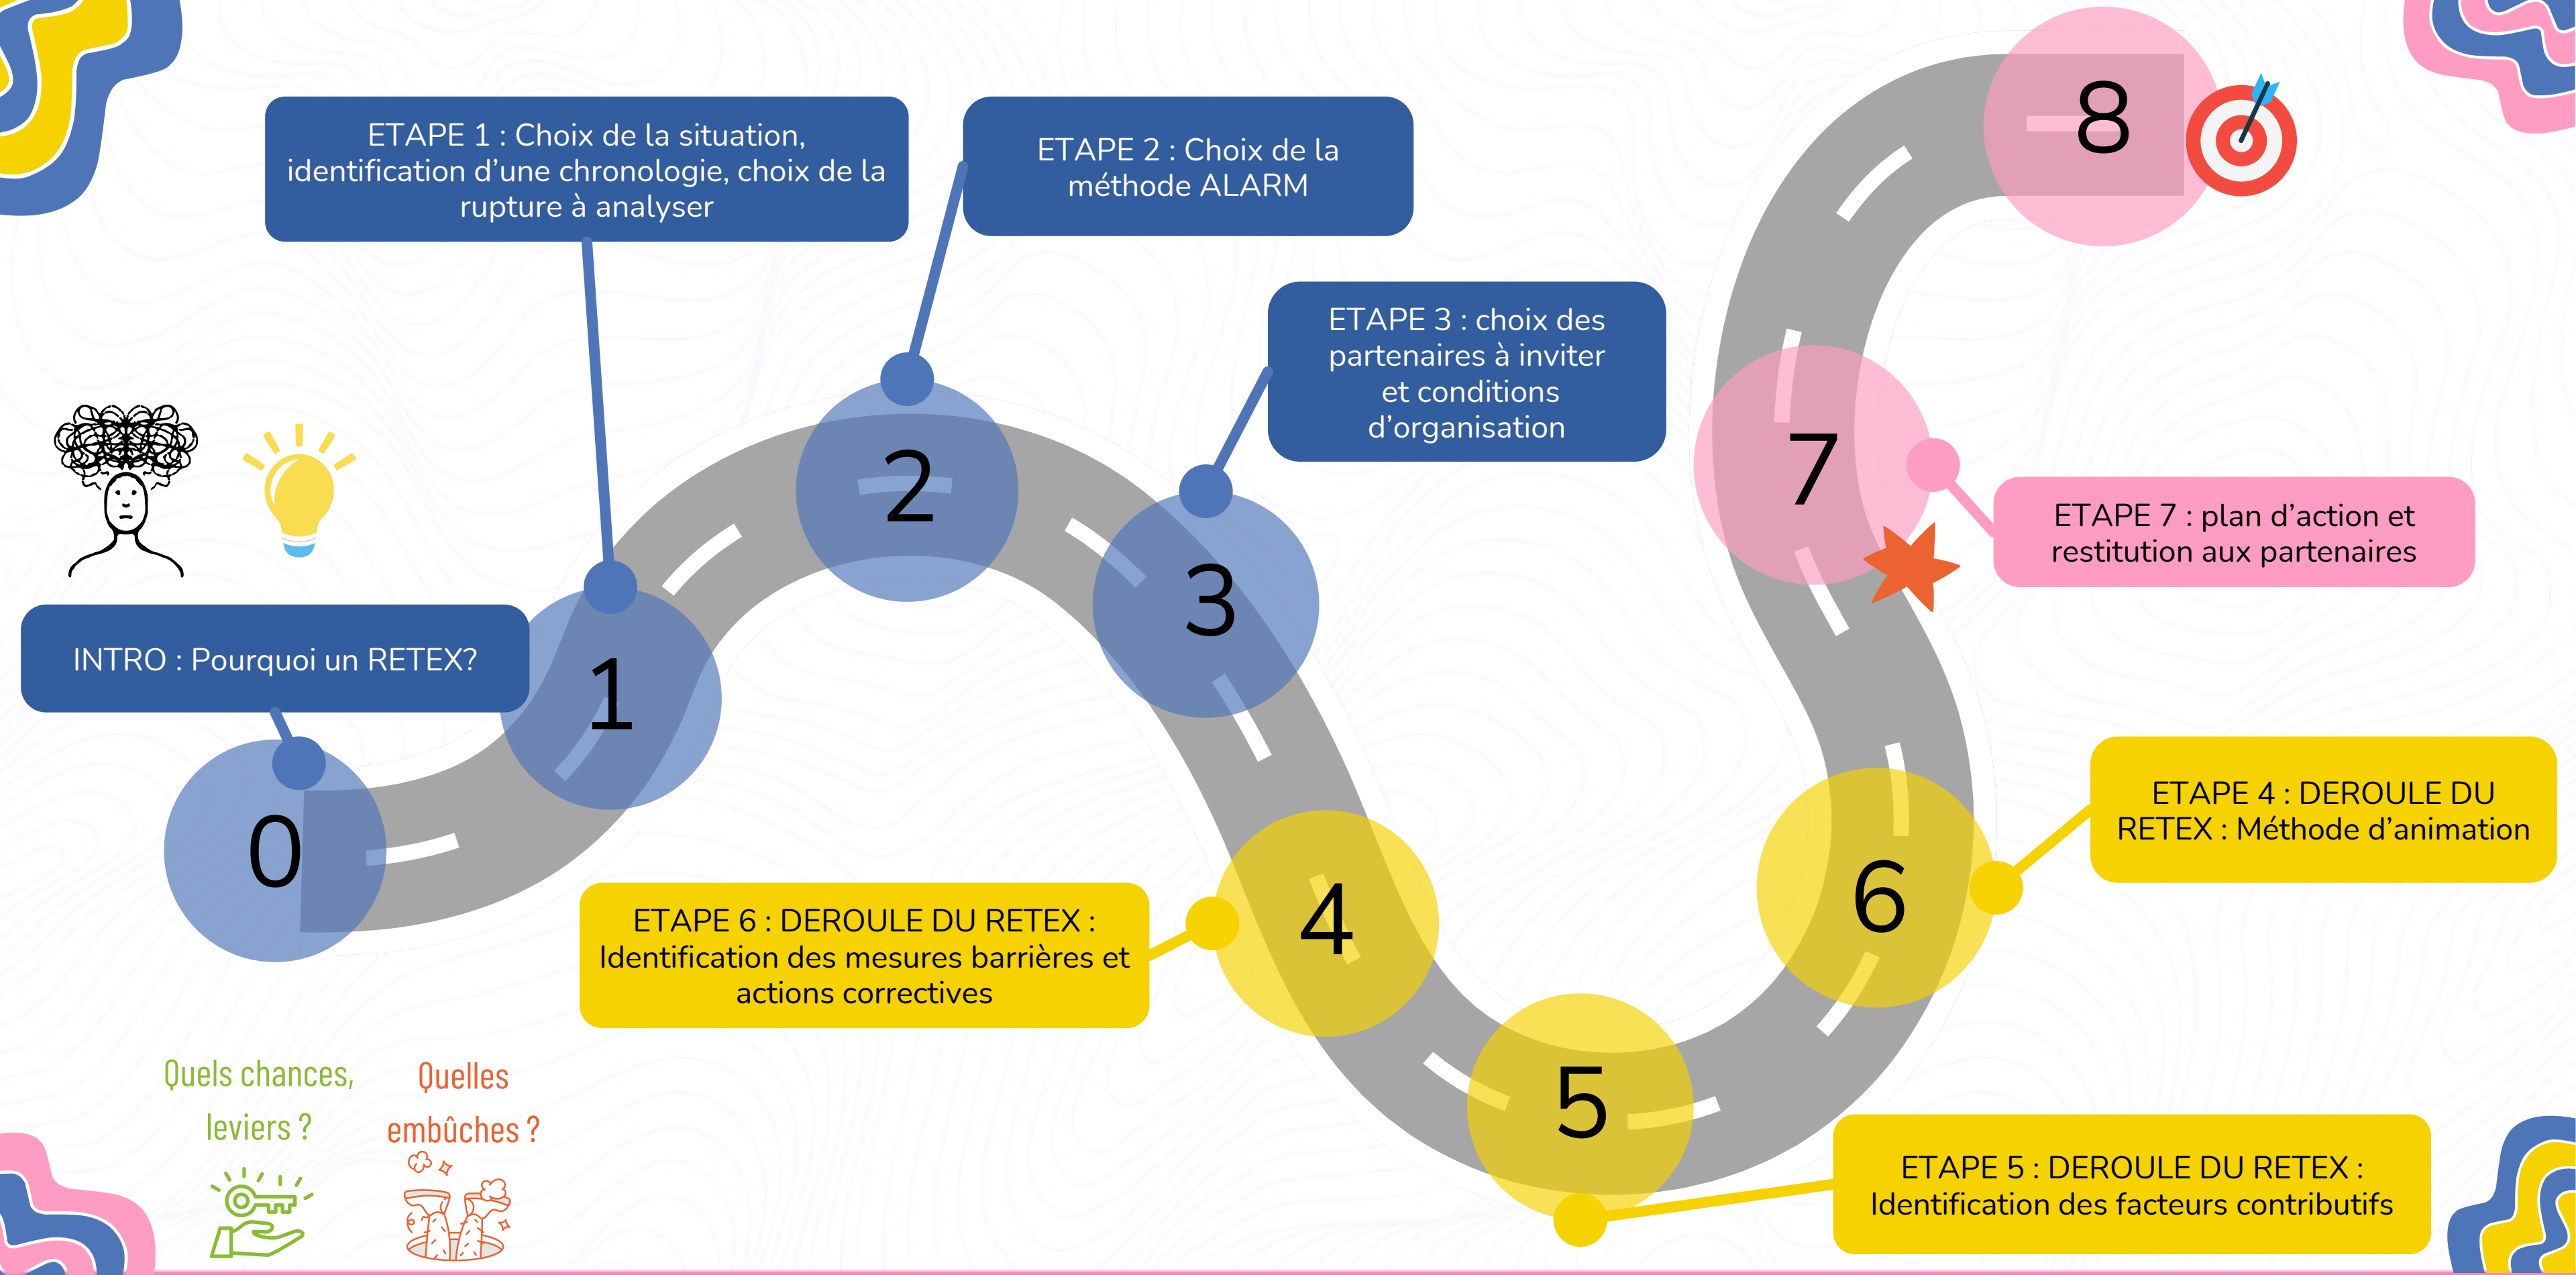 ETAPE 1 : Choix de la situation,
identification d’une chronologie, choix de la
rupture à analyser
ETAPE 2 : Choix de la
méthode ALARM
ETAPE 3 : choix des
partenaires à inviter
et conditions
d’organisation
INTRO : Pourquoi un RETEX?
0
1
2
3
4
5
6
7
8
ETAPE 7 : plan d’action et
restitution aux partenaires
ETAPE 4 : DEROULE DU
RETEX : Méthode d’animation
ETAPE 6 : DEROULE DU RETEX :
Identification des mesures barrières et
actions correctives
ETAPE 5 : DEROULE DU RETEX :
Identification des facteurs contributifs
Quels chances,
leviers ?
Quelles
embûches ?